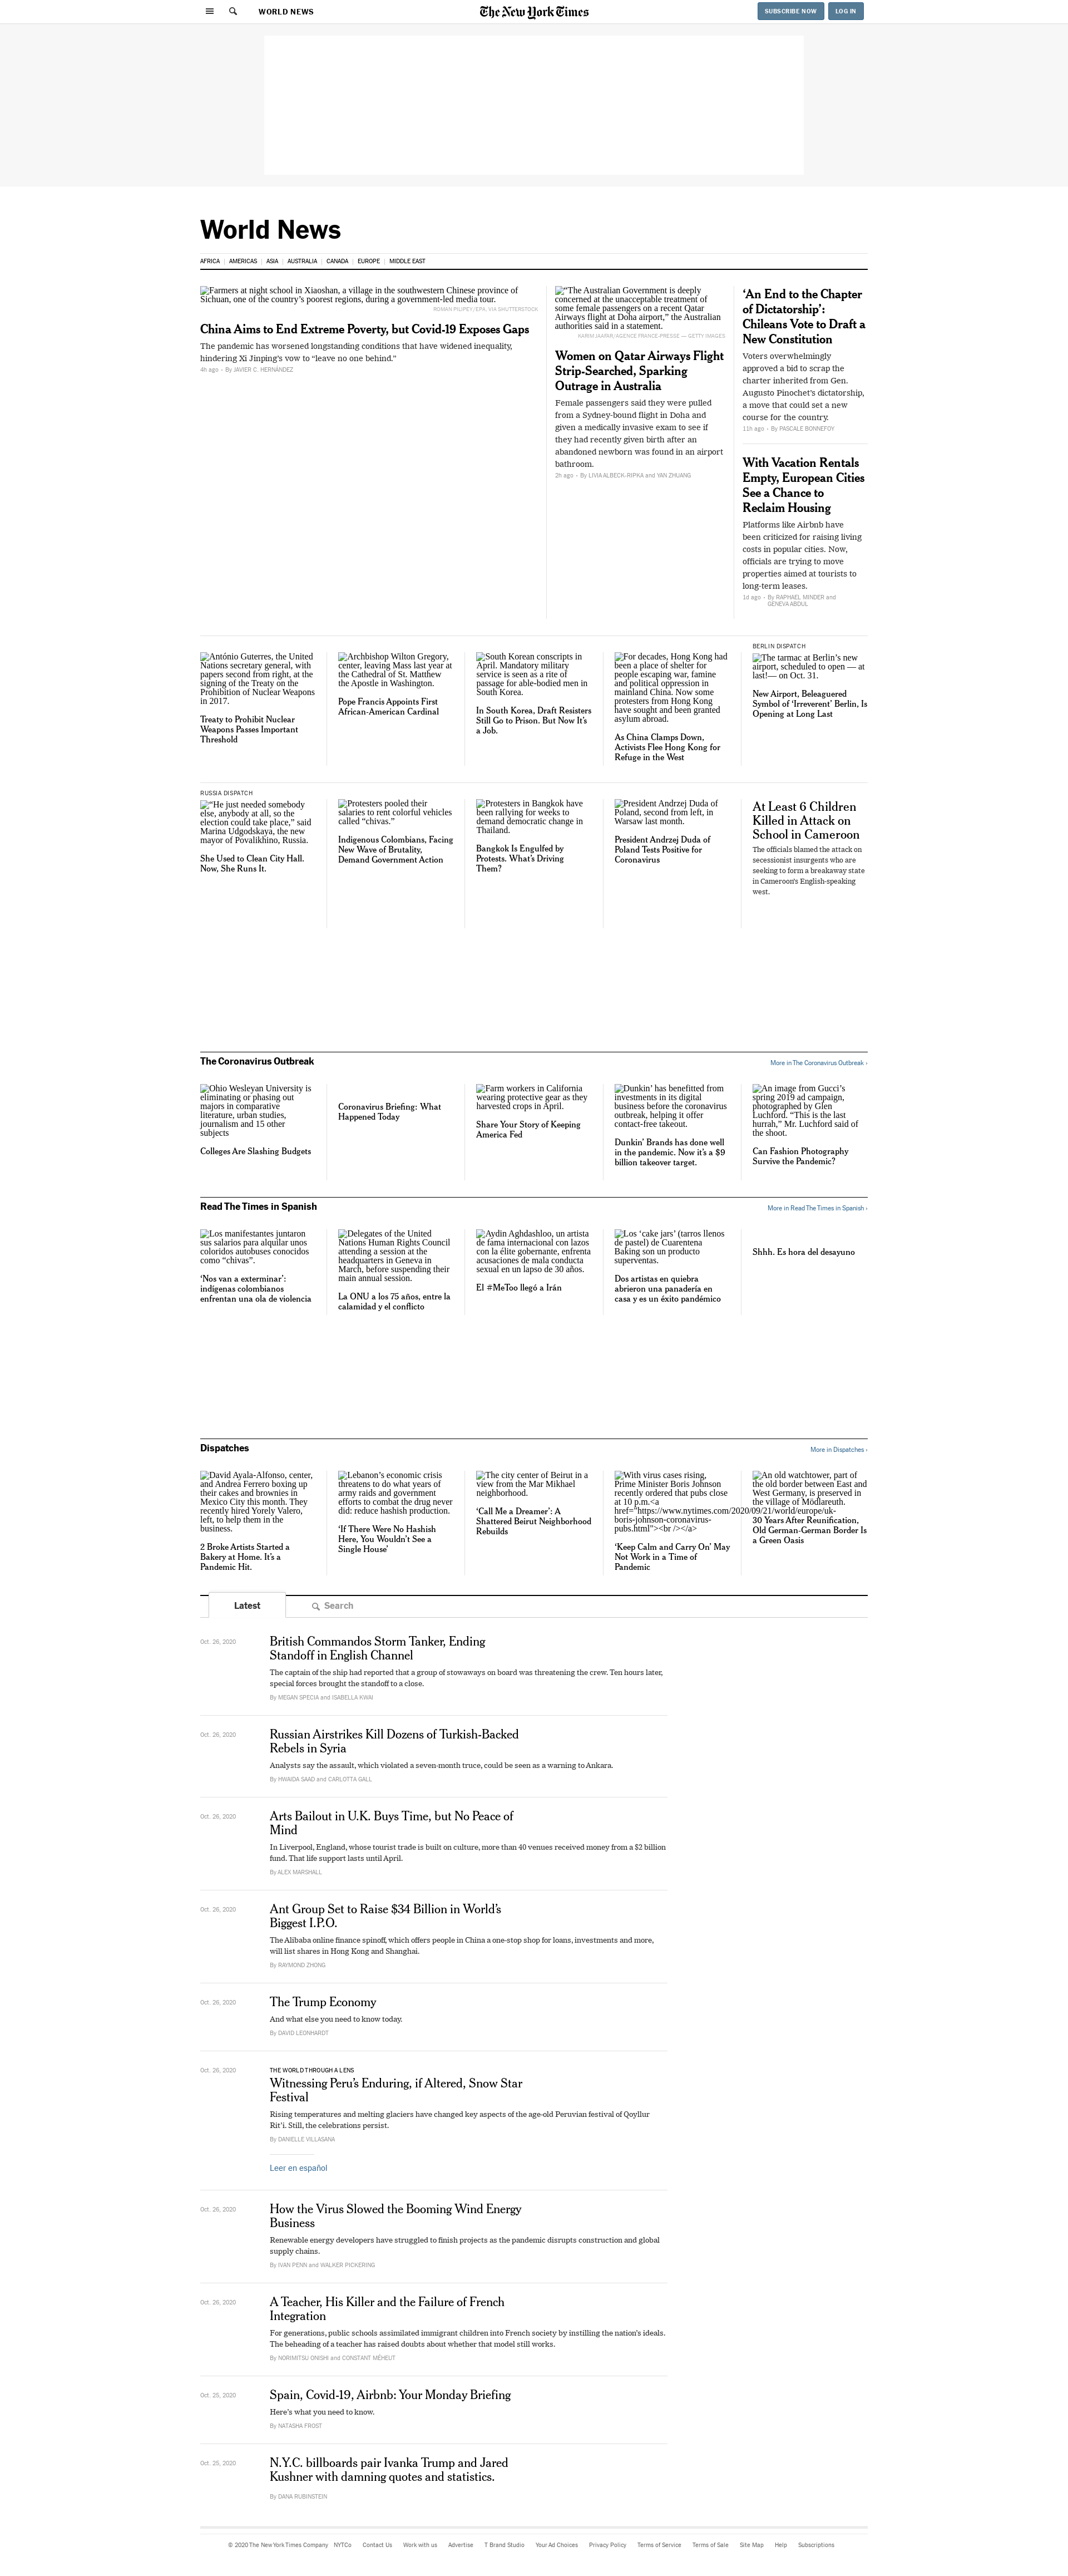 WORLD NEWS
The New York Times
SUBSCRIBE NOW
LOG IN
World News
AFRICA
AMERICAS
ASIA
AUSTRALIA
CANADA
EUROPE
MIDDLE EAST
Farmers at night school in Xiaoshan, a village in the southwestern Chinese province of
Sichuan, one of the country’s poorest regions, during a government-led media tour.
ROMAN PILIPEY/EPA, VIA SHUTTERSTOCK
China Aims to End Extreme Poverty, but Covid-19 Exposes Gaps
The pandemic has worsened longstanding conditions that have widened inequality,
hindering Xi Jinping’s vow to “leave no one behind.”
4h ago • By JAVIER C. HERNÁNDEZ
“The Australian Government is deeply
concerned at the unacceptable treatment of
some female passengers on a recent Qatar
Airways flight at Doha airport,” the Australian
authorities said in a statement.
KARIM JAAFAR/AGENCE FRANCE-PRESSE — GETTY IMAGES
Women on Qatar Airways Flight
Strip-Searched, Sparking
Outrage in Australia
Female passengers said they were pulled
from a Sydney-bound flight in Doha and
given a medically invasive exam to see if
they had recently given birth after an
abandoned newborn was found in an airport
bathroom.
2h ago • By LIVIA ALBECK-RIPKA and YAN ZHUANG
‘An End to the Chapter
of Dictatorship’:
Chileans Vote to Draft a
New Constitution
Voters overwhelmingly
approved a bid to scrap the
charter inherited from Gen.
Augusto Pinochet’s dictatorship,
a move that could set a new
course for the country.
11h ago • By PASCALE BONNEFOY
With Vacation Rentals
Empty, European Cities
See a Chance to
Reclaim Housing
Platforms like Airbnb have
been criticized for raising living
costs in popular cities. Now,
officials are trying to move
properties aimed at tourists to
long-term leases.
1d ago • By RAPHAEL MINDER and
GENEVA ABDUL
António Guterres, the United
Nations secretary general, with
papers second from right, at the
signing of the Treaty on the
Prohibition of Nuclear Weapons
in 2017.
Treaty to Prohibit Nuclear
Weapons Passes Important
Threshold
Archbishop Wilton Gregory,
center, leaving Mass last year at
the Cathedral of St. Matthew
the Apostle in Washington.
Pope Francis Appoints First
African-American Cardinal
South Korean conscripts in
April. Mandatory military
service is seen as a rite of
passage for able-bodied men in
South Korea.
In South Korea, Draft Resisters
Still Go to Prison. But Now It’s
a Job.
For decades, Hong Kong had
been a place of shelter for
people escaping war, famine
and political oppression in
mainland China. Now some
protesters from Hong Kong
have sought and been granted
asylum abroad.
As China Clamps Down,
Activists Flee Hong Kong for
Refuge in the West
BERLIN DISPATCH
The tarmac at Berlin’s new
airport, scheduled to open — at
last!— on Oct. 31.
New Airport, Beleaguered
Symbol of ‘Irreverent’ Berlin, Is
Opening at Long Last
RUSSIA DISPATCH
“He just needed somebody
else, anybody at all, so the
election could take place,” said
Marina Udgodskaya, the new
mayor of Povalikhino, Russia.
She Used to Clean City Hall.
Now, She Runs It.
Protesters pooled their
salaries to rent colorful vehicles
called “chivas.”
Indigenous Colombians, Facing
New Wave of Brutality,
Demand Government Action
Protesters in Bangkok have
been rallying for weeks to
demand democratic change in
Thailand.
Bangkok Is Engulfed by
Protests. What’s Driving
Them?
President Andrzej Duda of
Poland, second from left, in
Warsaw last month.
President Andrzej Duda of
Poland Tests Positive for
Coronavirus
At Least 6 Children
Killed in Attack on
School in Cameroon
The officials blamed the attack on
secessionist insurgents who are
seeking to form a breakaway state
in Cameroon’s English-speaking
west.
The Coronavirus Outbreak
More in The Coronavirus Outbreak ›
Ohio Wesleyan University is
eliminating or phasing out
majors in comparative
literature, urban studies,
journalism and 15 other
subjects
Colleges Are Slashing Budgets
Coronavirus Briefing: What
Happened Today
Farm workers in California
wearing protective gear as they
harvested crops in April.
Share Your Story of Keeping
America Fed
Dunkin’ has benefitted from
investments in its digital
business before the coronavirus
outbreak, helping it offer
contact-free takeout.
Dunkin’ Brands has done well
in the pandemic. Now it’s a $9
billion takeover target.
An image from Gucci’s
spring 2019 ad campaign,
photographed by Glen
Luchford. “This is the last
hurrah,” Mr. Luchford said of
the shoot.
Can Fashion Photography
Survive the Pandemic?
Read The Times in Spanish
More in Read The Times in Spanish ›
Los manifestantes juntaron
sus salarios para alquilar unos
coloridos autobuses conocidos
como “chivas”.
‘Nos van a exterminar’:
indígenas colombianos
enfrentan una ola de violencia
Delegates of the United
Nations Human Rights Council
attending a session at the
headquarters in Geneva in
March, before suspending their
main annual session.
La ONU a los 75 años, entre la
calamidad y el conflicto
Aydin Aghdashloo, un artista
de fama internacional con lazos
con la élite gobernante, enfrenta
acusaciones de mala conducta
sexual en un lapso de 30 años.
El #MeToo llegó a Irán
Los ‘cake jars’ (tarros llenos
de pastel) de Cuarentena
Baking son un producto
superventas.
Dos artistas en quiebra
abrieron una panadería en
casa y es un éxito pandémico
Shhh. Es hora del desayuno
Dispatches
More in Dispatches ›
David Ayala-Alfonso, center,
and Andrea Ferrero boxing up
their cakes and brownies in
Mexico City this month. They
recently hired Yorely Valero,
left, to help them in the
business.
2 Broke Artists Started a
Bakery at Home. It’s a
Pandemic Hit.
Lebanon’s economic crisis
threatens to do what years of
army raids and government
efforts to combat the drug never
did: reduce hashish production.
‘If There Were No Hashish
Here, You Wouldn’t See a
Single House’
The city center of Beirut in a
view from the Mar Mikhael
neighborhood.
‘Call Me a Dreamer’: A
Shattered Beirut Neighborhood
Rebuilds
With virus cases rising,
Prime Minister Boris Johnson
recently ordered that pubs close
at 10 p.m.<a
href="https://www.nytimes.com/2020/09/21/world/europe/uk-
boris-johnson-coronavirus-
pubs.html"><br /></a>
‘Keep Calm and Carry On’ May
Not Work in a Time of
Pandemic
An old watchtower, part of
the old border between East and
West Germany, is preserved in
the village of Mödlareuth.
30 Years After Reunification,
Old German-German Border Is
a Green Oasis
Latest
Search
Oct. 26, 2020
British Commandos Storm Tanker, Ending
Standoff in English Channel
The captain of the ship had reported that a group of stowaways on board was threatening the crew. Ten hours later,
special forces brought the standoff to a close.
By MEGAN SPECIA and ISABELLA KWAI
Oct. 26, 2020
Russian Airstrikes Kill Dozens of Turkish-Backed
Rebels in Syria
Analysts say the assault, which violated a seven-month truce, could be seen as a warning to Ankara.
By HWAIDA SAAD and CARLOTTA GALL
Oct. 26, 2020
Arts Bailout in U.K. Buys Time, but No Peace of
Mind
In Liverpool, England, whose tourist trade is built on culture, more than 40 venues received money from a $2 billion
fund. That life support lasts until April.
By ALEX MARSHALL
Oct. 26, 2020
Ant Group Set to Raise $34 Billion in World’s
Biggest I.P.O.
The Alibaba online finance spinoff, which offers people in China a one-stop shop for loans, investments and more,
will list shares in Hong Kong and Shanghai.
By RAYMOND ZHONG
Oct. 26, 2020
The Trump Economy
And what else you need to know today.
By DAVID LEONHARDT
Oct. 26, 2020
THE WORLD THROUGH A LENS
Witnessing Peru’s Enduring, if Altered, Snow Star
Festival
Rising temperatures and melting glaciers have changed key aspects of the age-old Peruvian festival of Qoyllur
Rit’i. Still, the celebrations persist.
By DANIELLE VILLASANA
Leer en español
Oct. 26, 2020
How the Virus Slowed the Booming Wind Energy
Business
Renewable energy developers have struggled to finish projects as the pandemic disrupts construction and global
supply chains.
By IVAN PENN and WALKER PICKERING
Oct. 26, 2020
A Teacher, His Killer and the Failure of French
Integration
For generations, public schools assimilated immigrant children into French society by instilling the nation’s ideals.
The beheading of a teacher has raised doubts about whether that model still works.
By NORIMITSU ONISHI and CONSTANT MÉHEUT
Oct. 25, 2020
Spain, Covid-19, Airbnb: Your Monday Briefing
Here’s what you need to know.
By NATASHA FROST
Oct. 25, 2020
N.Y.C. billboards pair Ivanka Trump and Jared
Kushner with damning quotes and statistics.
By DANA RUBINSTEIN
© 2020 The New York Times Company
NYTCo
Contact Us
Work with us
Advertise
T Brand Studio
Your Ad Choices
Privacy Policy
Terms of Service
Terms of Sale
Site Map
Help
Subscriptions